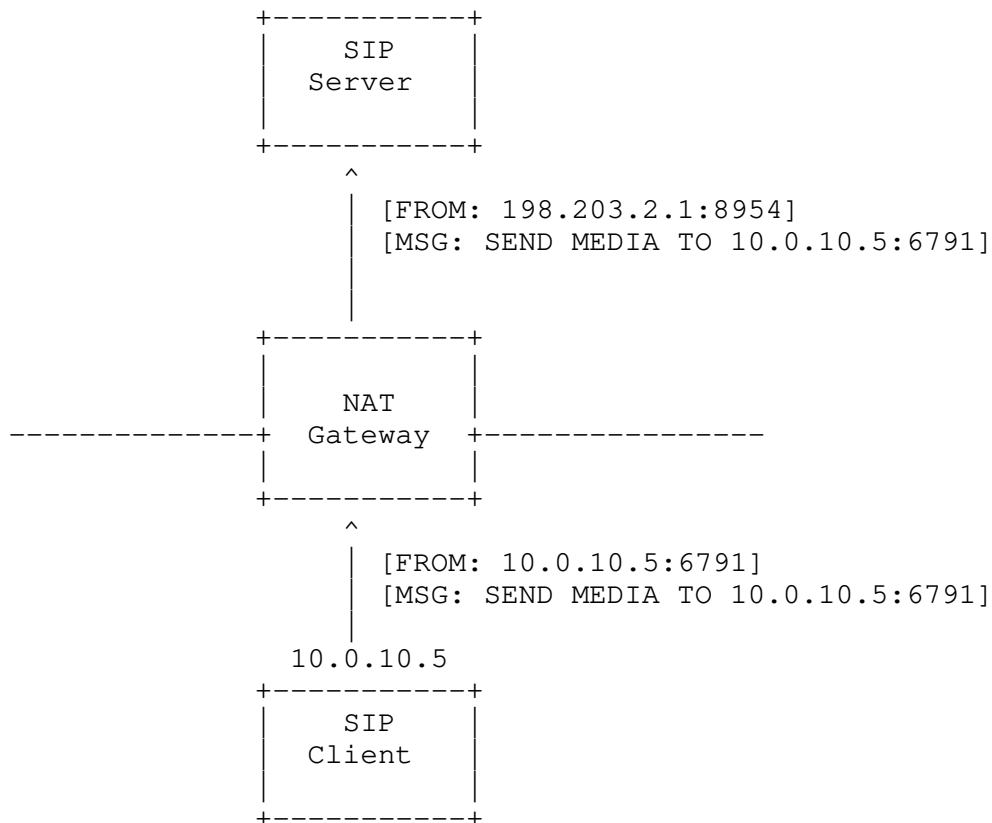 SIP
Server
[FROM: 198.203.2.1:8954]
[MSG: SEND MEDIA TO 10.0.10.5:6791]
NAT
Gateway
[FROM: 10.0.10.5:6791]
[MSG: SEND MEDIA TO 10.0.10.5:6791]
10.0.10.5
SIP
Client